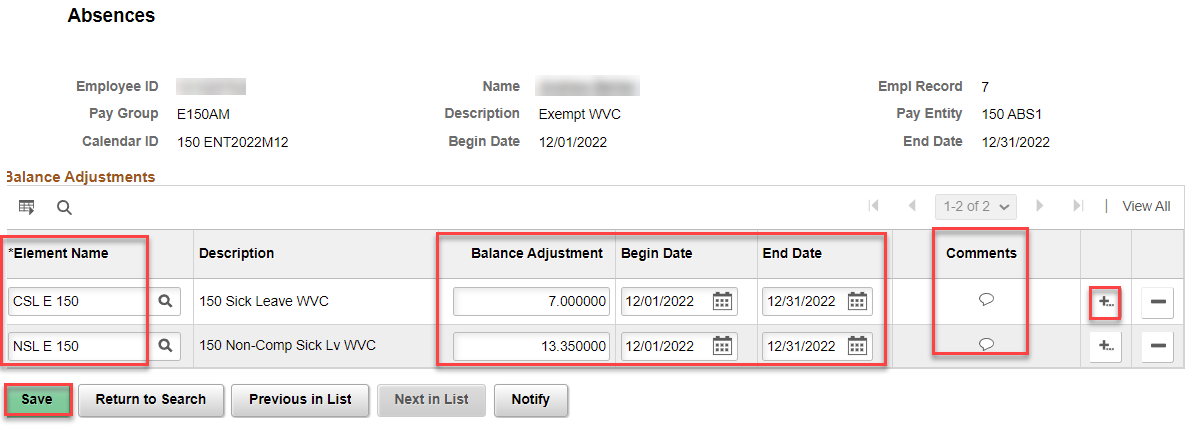 Absences
Employee ID Name Empl Record 7
Pay Group E150AM Description Exempt WVC Pay Entity 150 ABS1
Calendar ID 150 ENT2022M12 Begin Date 12/01/2022 End Date 12/31/2022
Balance Adjustments
1-2 of 2 | View All
*Element Name Description Balance Adjustment Begin Date End Date Comments
CSL E 150 150 Sick Leave WVC 7.000000 12/01/2022 12/31/2022
NSL E 150 150 Non-Comp Sick Lv WVC 13.350000 12/01/2022 12/31/2022
Save Return to Search Previous in List Next in List Notify